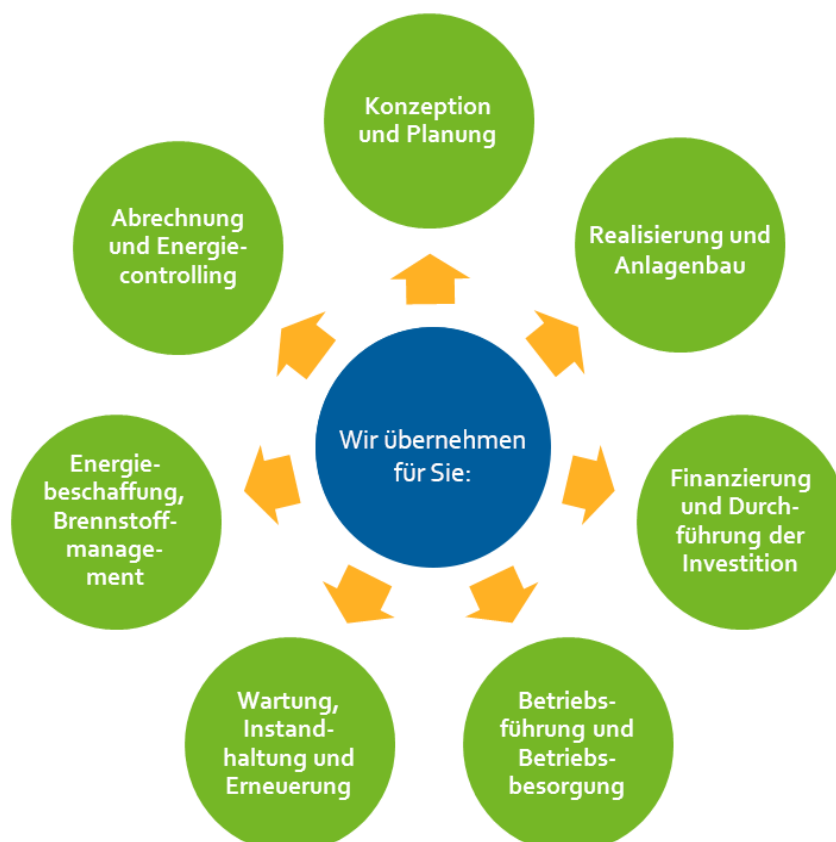 Konzeption
und Planung
Realisierung und
Anlagenbau
Finanzierung
und Durch-
führung der
Investition
Betriebs-
führung und
Betriebs-
besorgung
Wartung,
Instand-
haltung und
Erneuerung
Energie-
beschaffung,
Brennstoff-
manage-
ment
Abrechnung
und Energie-
controlling
Wir übernehmen
für Sie: